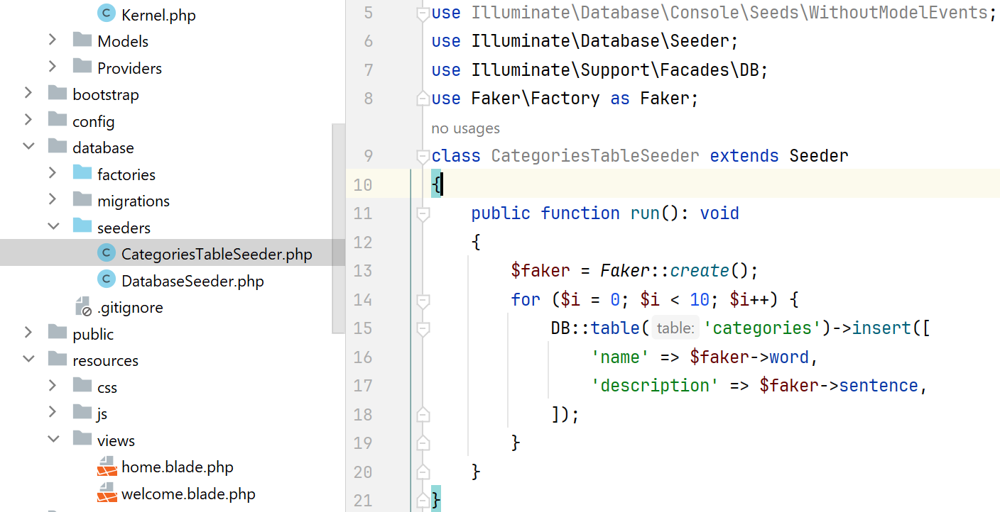 Kernel.php
Models
Providers
bootstrap
config
database
factories
migrations
seeders
CategoriesTableSeeder.php
DatabaseSeeder.php
.gitignore
public
resources
css
js
views
home.blade.php
welcome.blade.php
5 use Illuminate\Database\Console\Seeds\WithoutModelEvents;
6 use Illuminate\Database\Seeder;
7 use Illuminate\Support\Facades\DB;
8 use Faker\Factory as Faker;
no usages
9 class CategoriesTableSeeder extends Seeder
10 {
11 public function run(): void
12 {
13 $faker = Faker::create();
14 for ($i = 0; $i < 10; $i++) {
15 DB::table( table: 'categories')->insert([
16 'name' => $faker->word,
17 'description' => $faker->sentence,
18 ]);
19 }
20 }
21 }